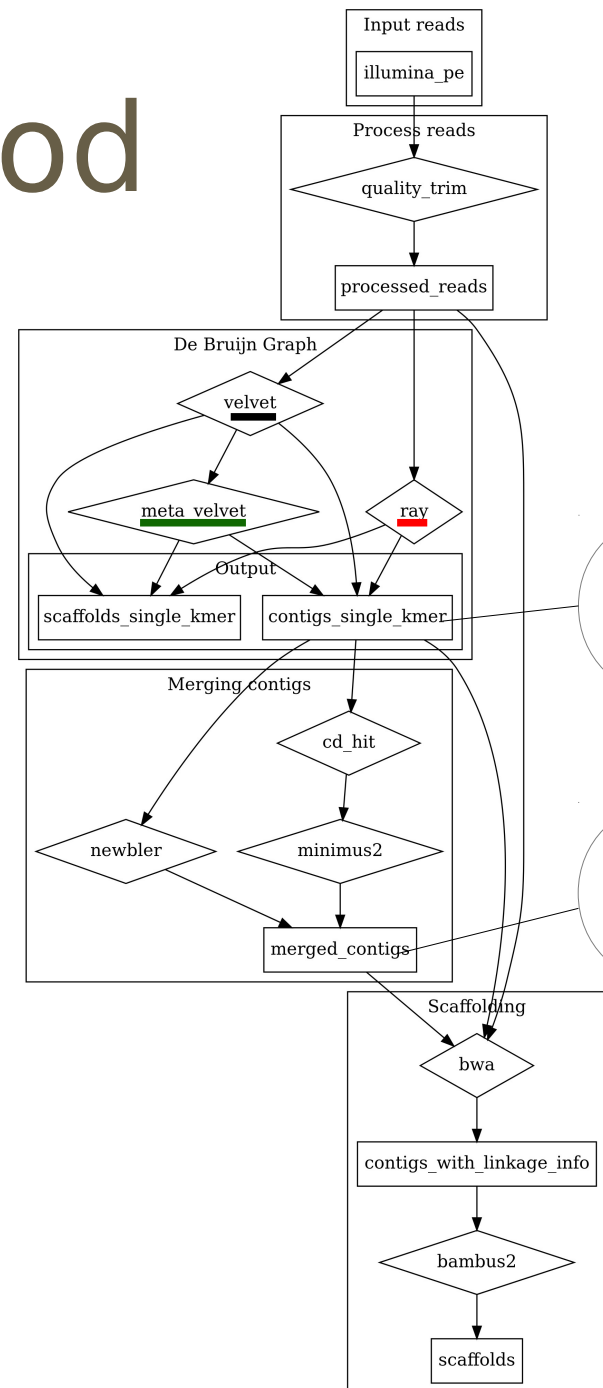 Input reads
illumina_pe
od
Process reads
quality_trim
processed_reads
De Bruijn Graph
velvet
meta_velvet
ray
Output
scaffolds_single_kmer
contigs_single_kmer
Merging contigs
cd_hit
newbler
minimus2
merged_contigs
Scaffolding
bwa
contigs_with_linkage_info
bambus2
scaffolds